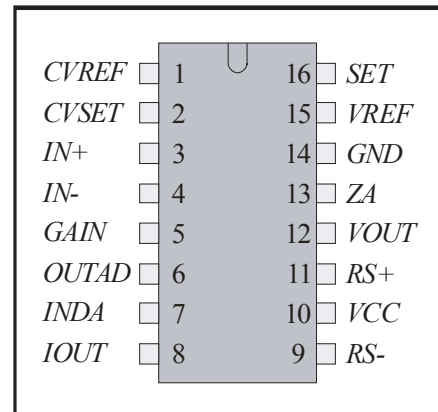 CVREF 1 16 SET
CVSET 2 15 VREF
IN+ 3 14 GND
IN- 4 13 ZA
GAIN 5 12 VOUT
OUTAD 6 11 RS+
INDA 7 10 VCC
IOUT 8 9 RS-